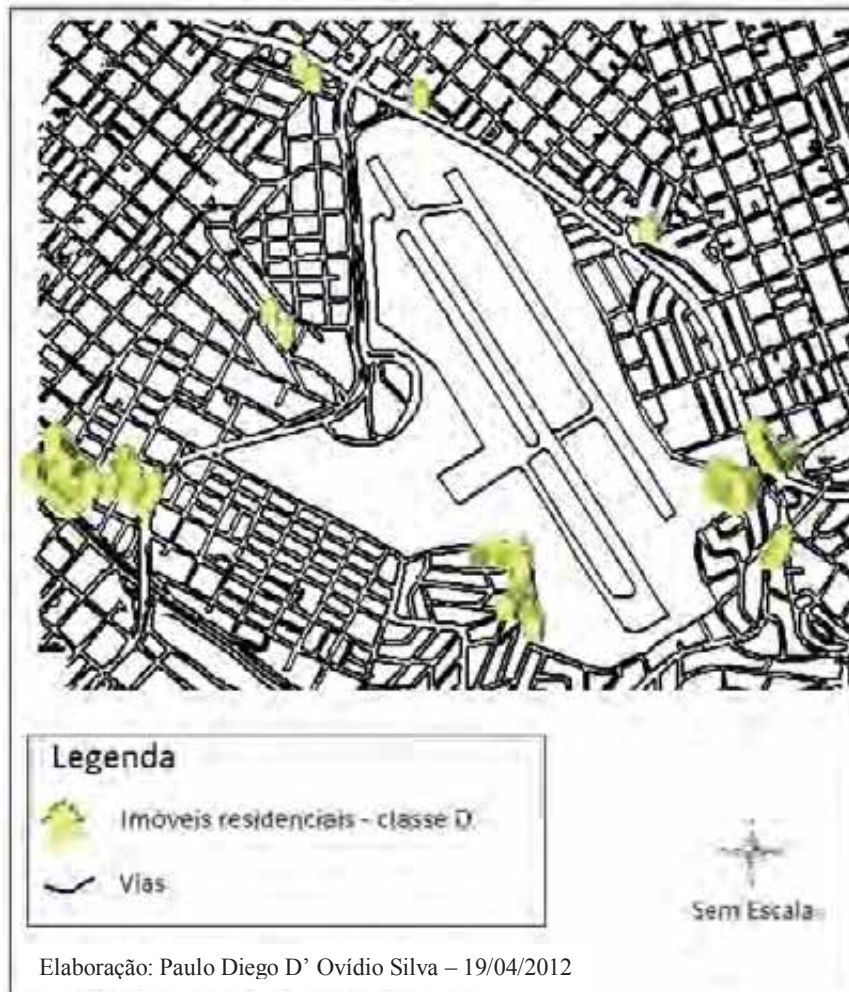 Legenda
Imóveis residenciais - classe D
Vias
Sem Escala
Elaboração: Paulo Diego D’ Ovídio Silva – 19/04/2012